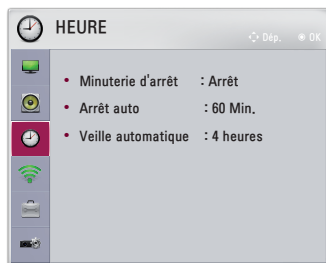 HEURE
Dép. OK
• Minuterie d'arrêt : Arrêt
• Arrêt auto : 60 Min.
• Veille automatique : 4 heures